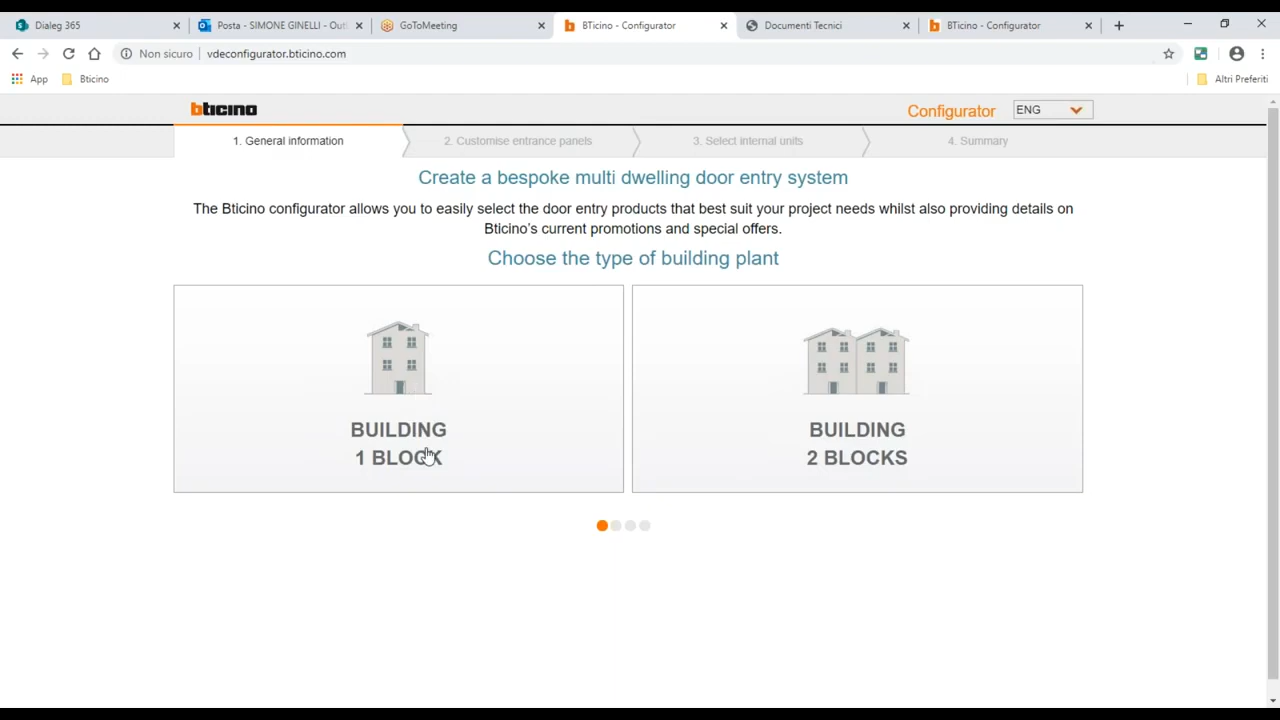 Dialeg 365
Posta - SIMONE GINELLI - Out
GoToMeeting
BTicino - Configurator
Documenti Tecnici
BTicino - Configurator
Non sicuro
vdeconfigurator.bticino.com
App
Bticino
Altri Preferiti
bticino
Configurator
ENG
1. General information
2. Customise entrance panels
3. Select internal units
4. Summary
Create a bespoke multi dwelling door entry system
The Bticino configurator allows you to easily select the door entry products that best suit your project needs whilst also providing details on
Bticino's current promotions and special offers.
Choose the type of building plant
BUILDING
1 BLOCK
BUILDING
2 BLOCKS